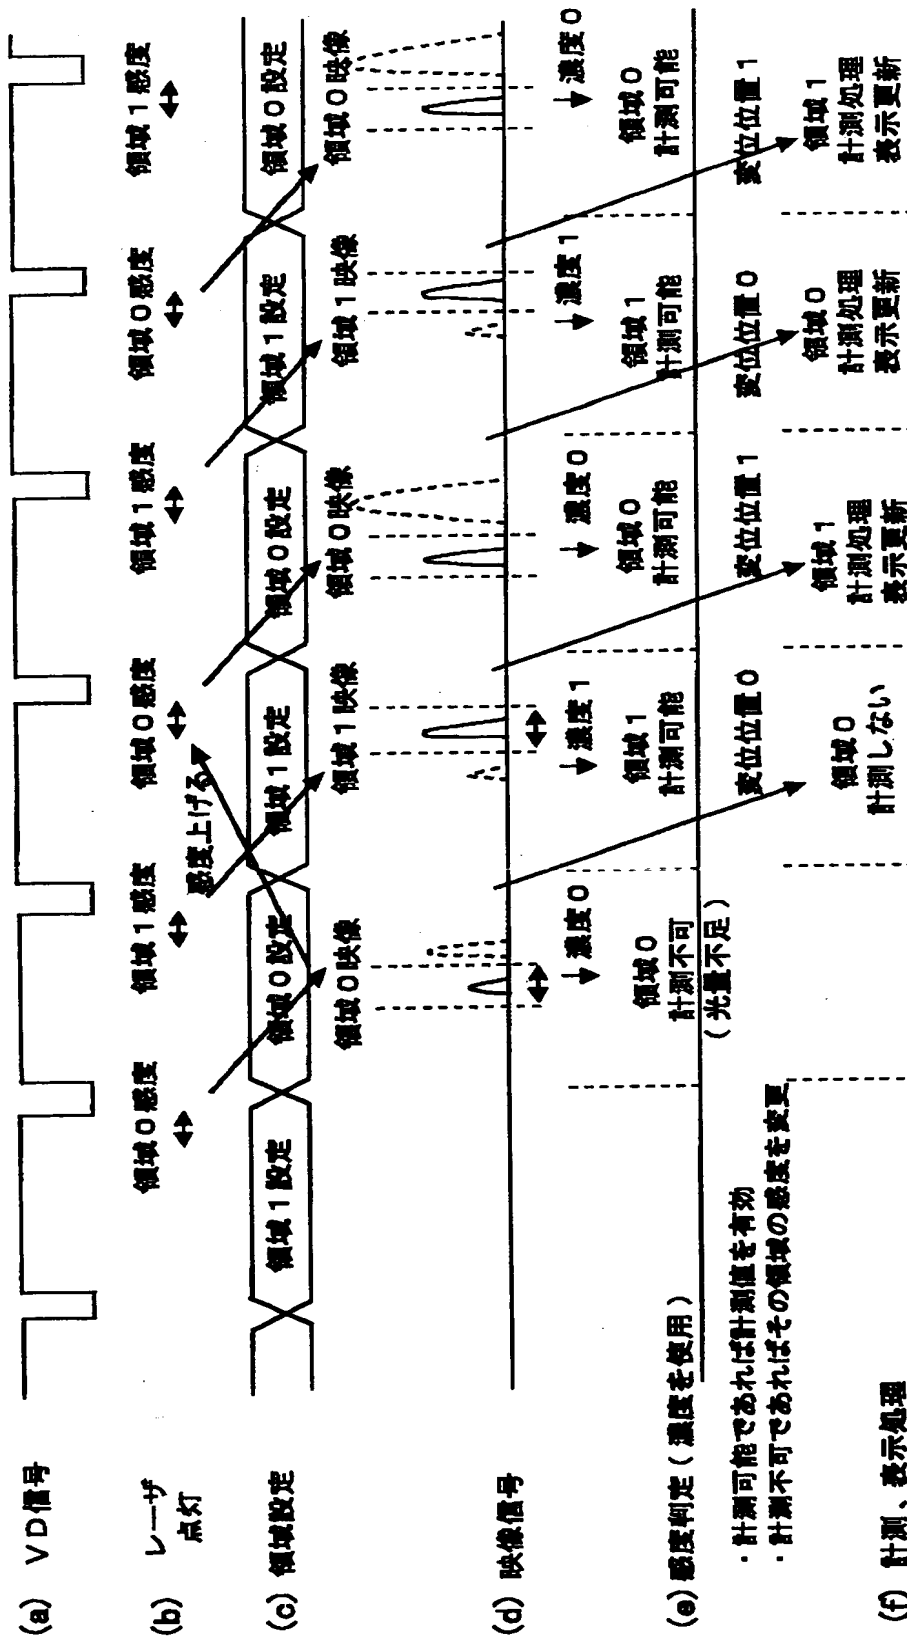 (a) VD信号
(b) レーザ
点灯
領域0感度
領域1感度
領域0感度
領域1感度
領域0感度
領域1感度
感度上げる
(c) 領域設定
領域1設定
領域0設定
領域1設定
領域0設定
領域1設定
領域0設定
(d) 映像信号
領域0映像
領域1映像
領域0映像
領域1映像
領域0映像
濃度0
濃度1
濃度0
濃度1
濃度0
(e) 感度判定(濃度を使用)
・計測可能であれば計測値を有効
・計測不可であればその領域の感度を変更
領域0
計測不可
(光量不足)
領域1
計測可能
領域0
計測可能
領域1
計測可能
領域0
計測可能
変位位置0
変位位置1
変位位置0
変位位置1
(f) 計測、表示処理
領域0
計測しない
領域1
計測処理
表示更新
領域0
計測処理
表示更新
領域1
計測処理
表示更新